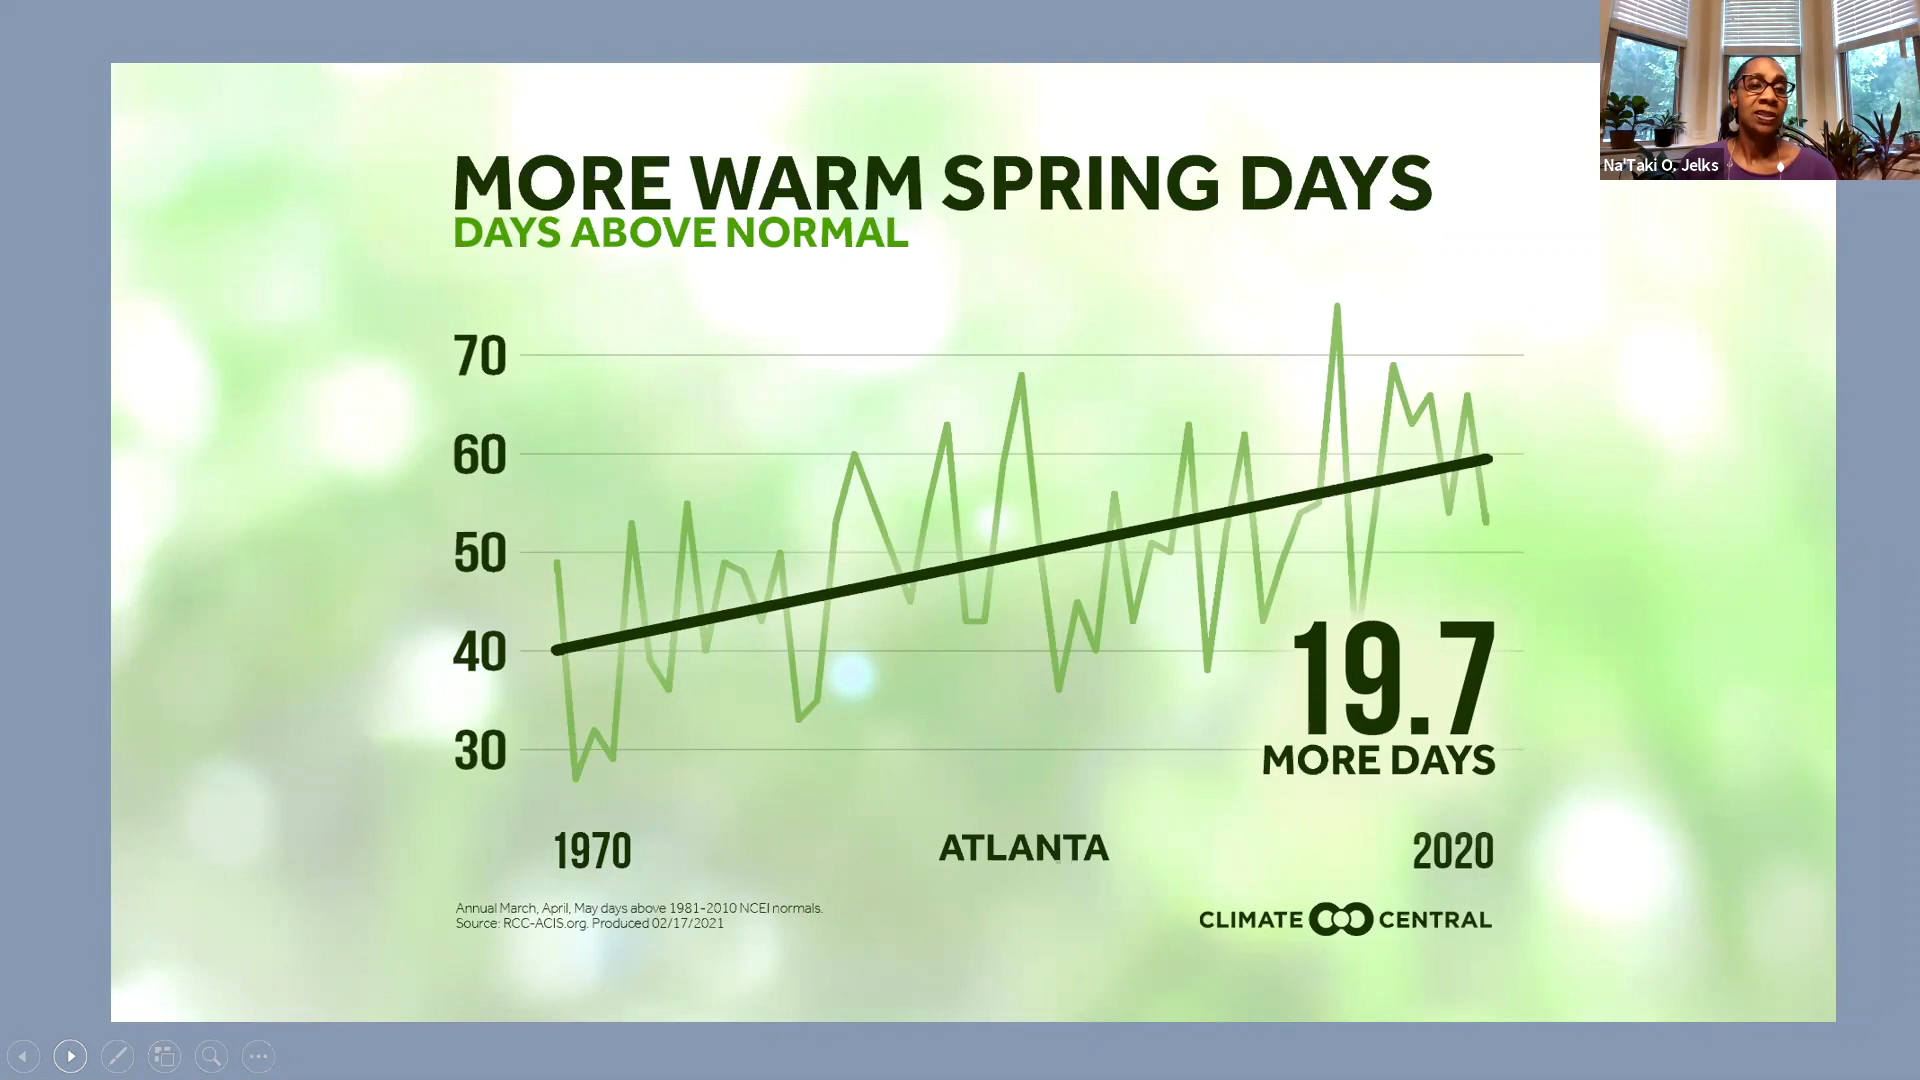 MORE WARM SPRING DAYS
DAYS ABOVE NORMAL
Na'Taki O. Jelks
70
60
50
40
30
19.7
MORE DAYS
1970
ATLANTA
2020
Annual March, April, May days above 1981-2010 NCEI normals.
Source: RCC-ACIS.org. Produced 02/17/2021
CLIMATE CENTRAL